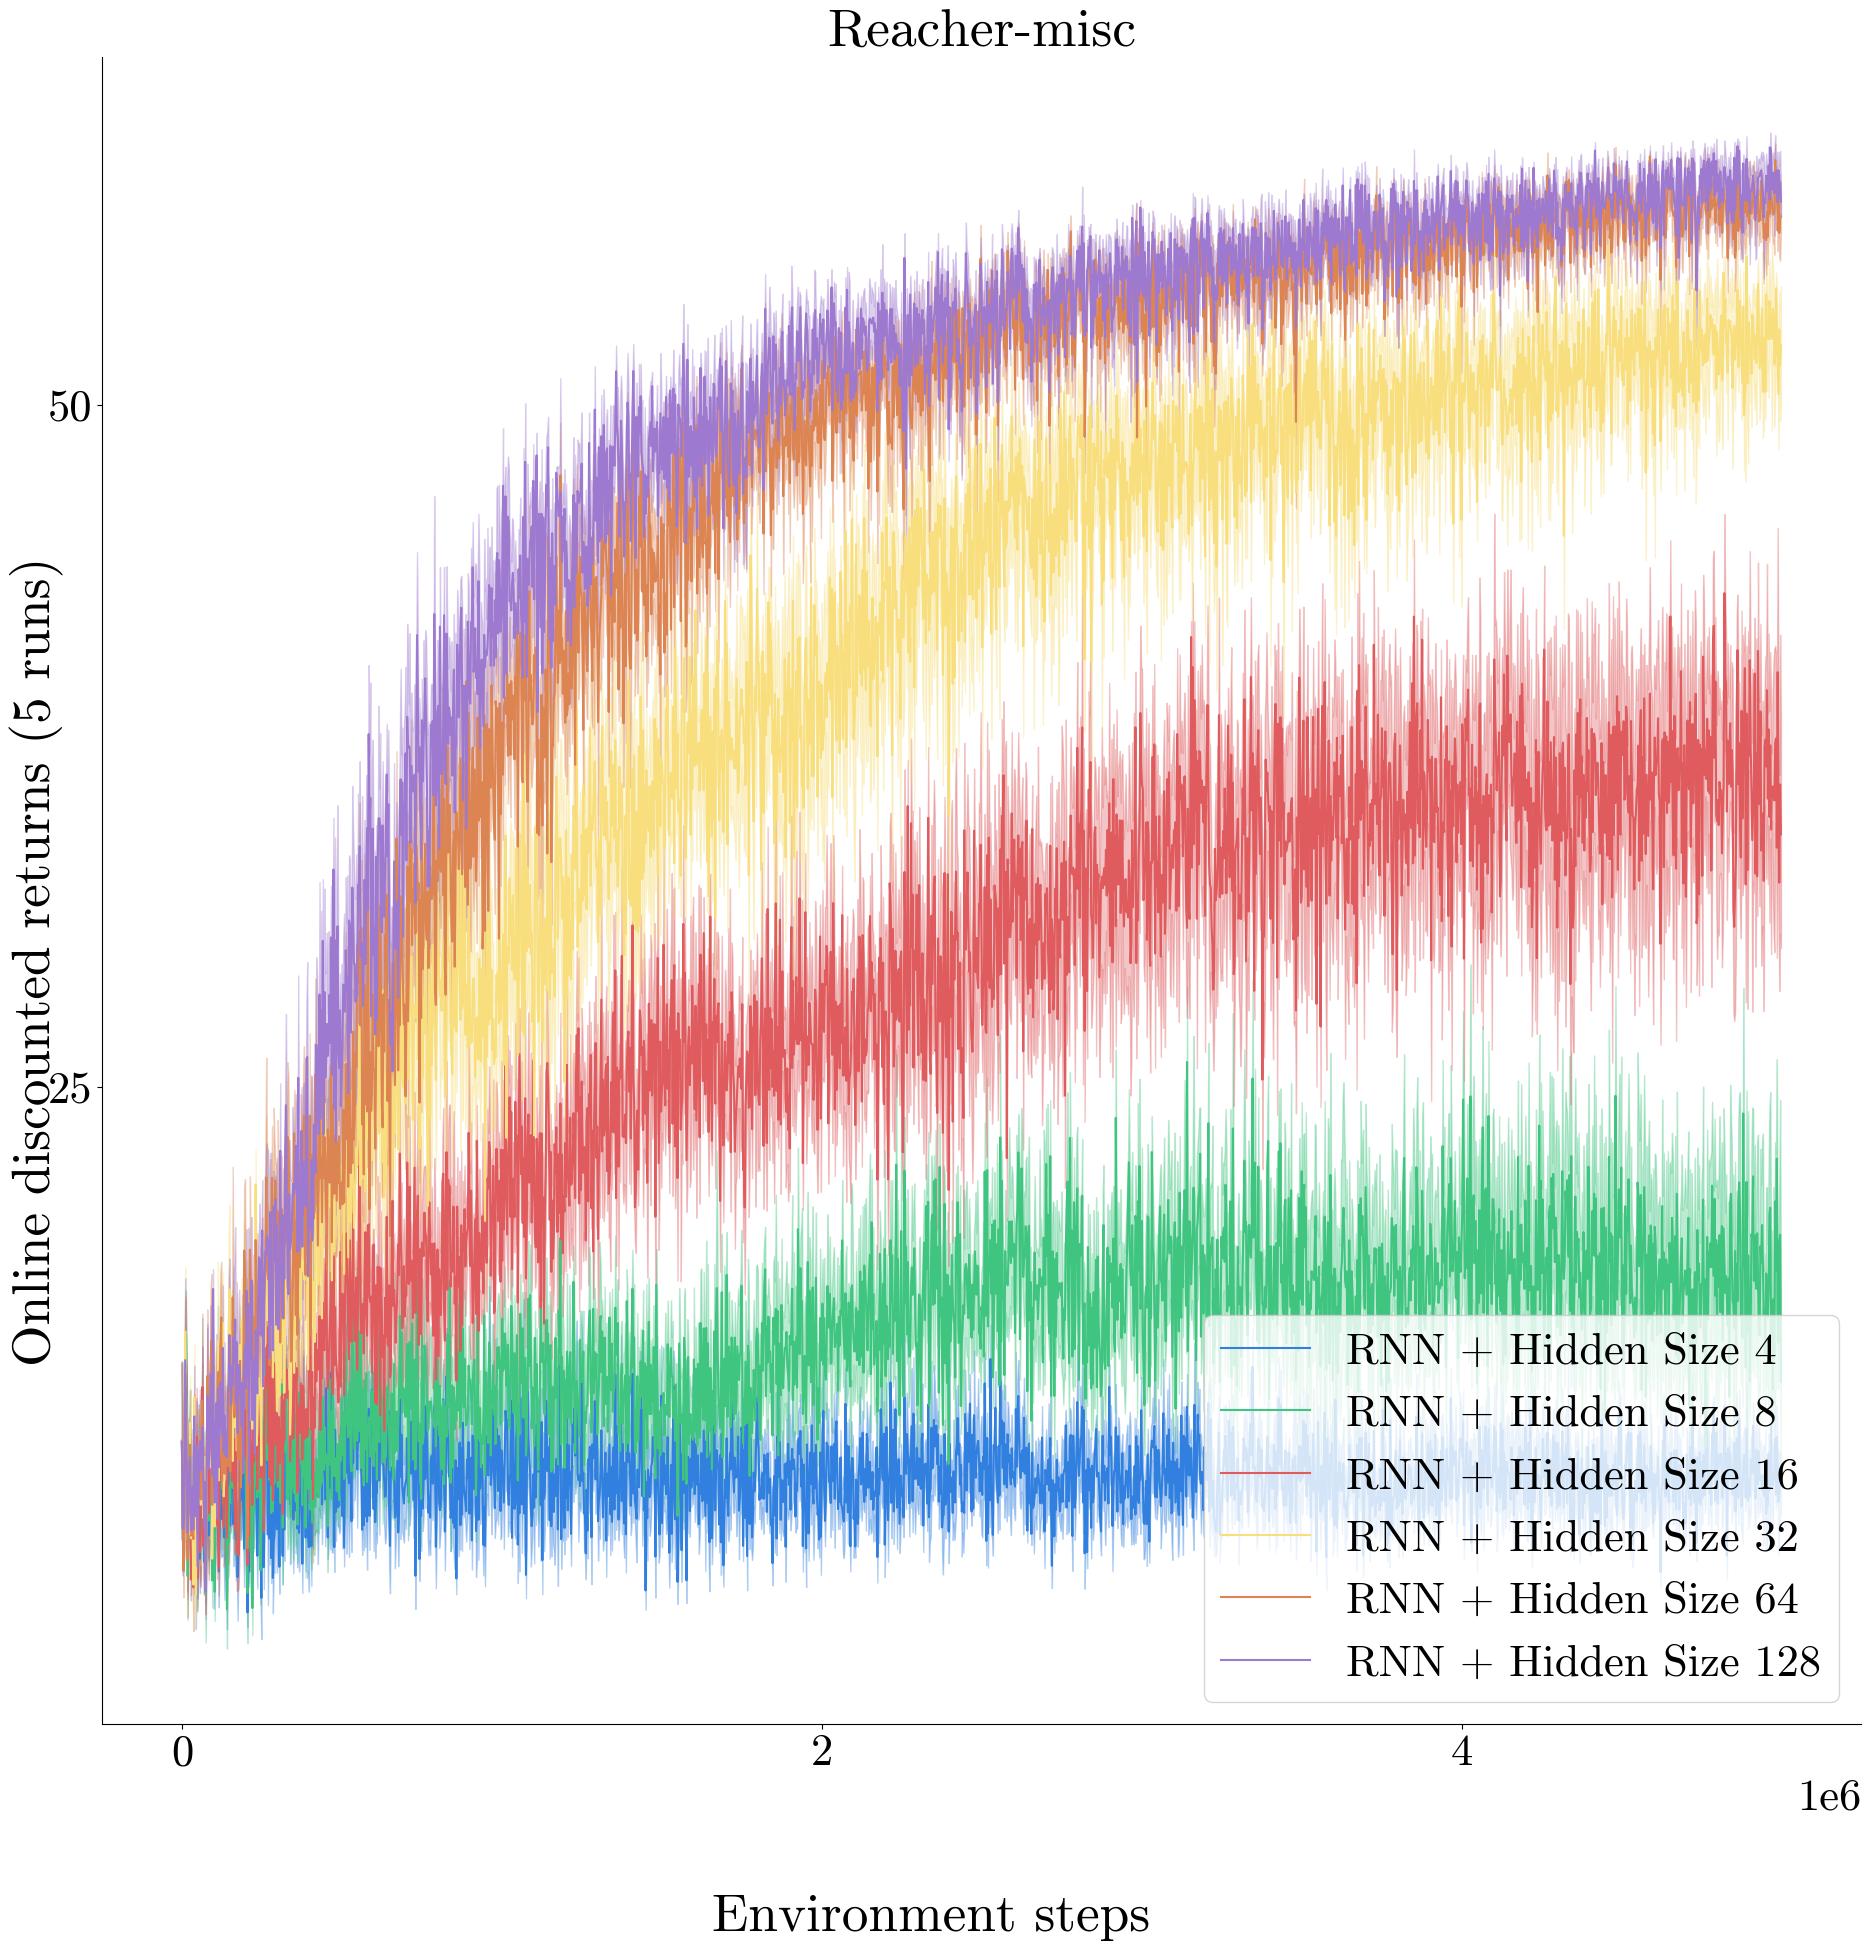 Reacher-misc
Online discounted returns (5 runs)
50
25
RNN + Hidden Size 4
RNN + Hidden Size 8
RNN + Hidden Size 16
RNN + Hidden Size 32
RNN + Hidden Size 64
RNN + Hidden Size 128
0 2 4
1e6
Environment steps